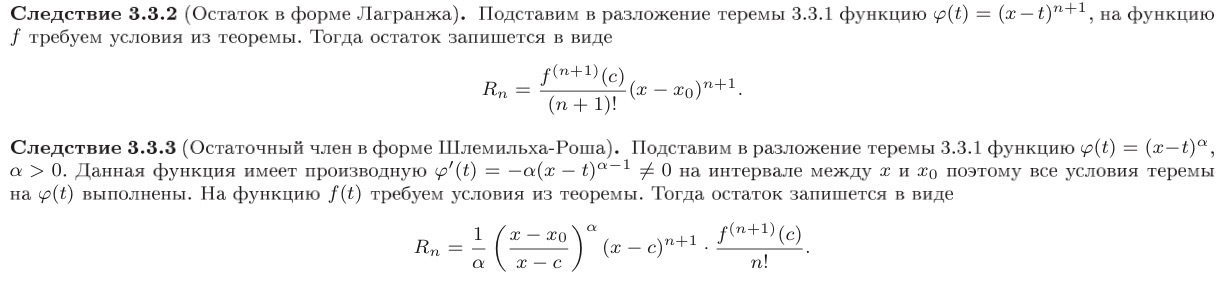 Следствие 3.3.2 (Остаток в форме Лагранжа). Подставим в разложение теремы 3.3.1 функцию φ(t) = (x−t)^{n+1}, на функцию
f требуем условия из теоремы. Тогда остаток запишется в виде
R_n = \frac{f^{(n+1)}(c)}{(n+1)!}(x − x_0)^{n+1}.
Следствие 3.3.3 (Остаточный член в форме Шлемильха-Роша). Подставим в разложение теремы 3.3.1 функцию φ(t) = (x−t)^α,
α > 0. Данная функция имеет производную φ′(t) = −α(x − t)^{α−1} ≠ 0 на интервале между x и x_0 поэтому все условия теремы
на φ(t) выполнены. На функцию f(t) требуем условия из теоремы. Тогда остаток запишется в виде
R_n = \frac{1}{α} \left(\frac{x − x_0}{x − c}\right)^α (x − c)^{n+1} · \frac{f^{(n+1)}(c)}{n!}.